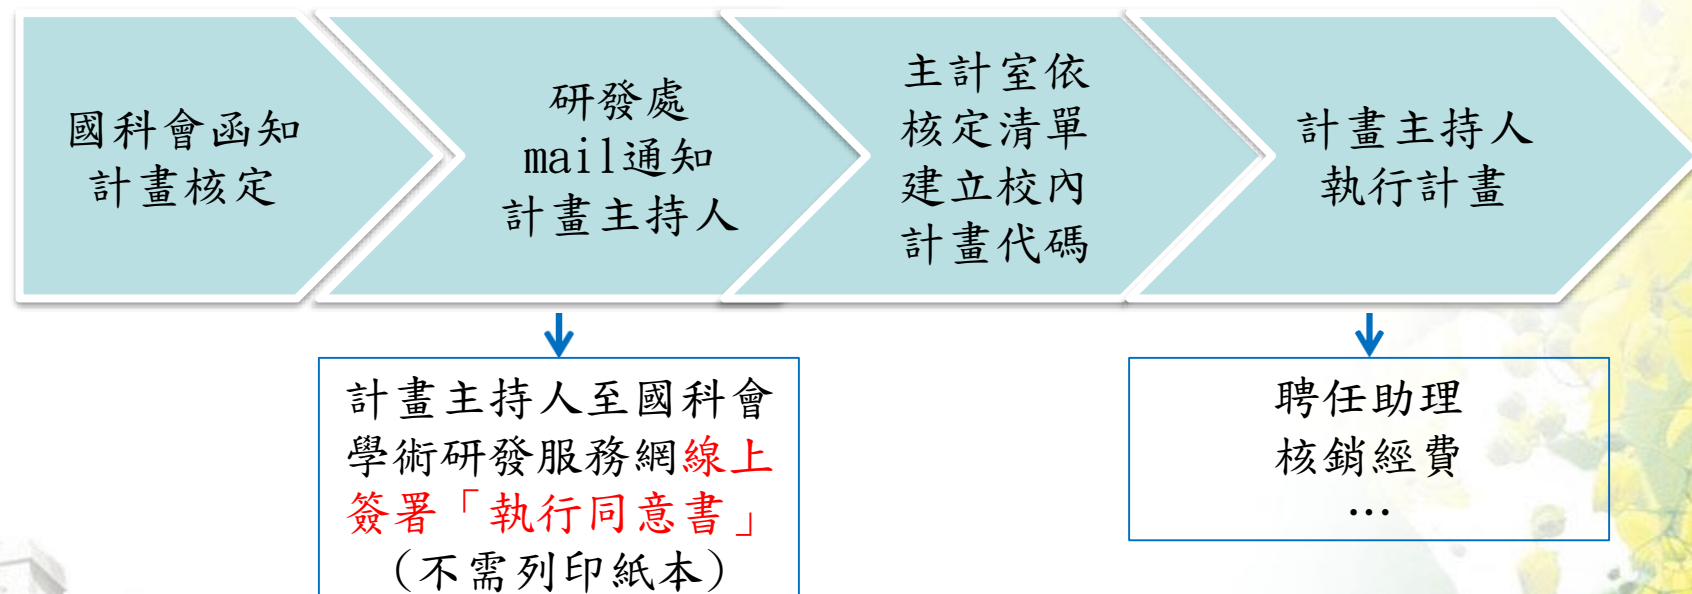 國科會函知
計畫核定
研發處
mail通知
計畫主持人
主計室依
核定清單
建立校內
計畫代碼
計畫主持人
執行計畫
計畫主持人至國科會
學術研發服務網線上
簽署「執行同意書」
(不需列印紙本)
聘任助理
核銷經費
…